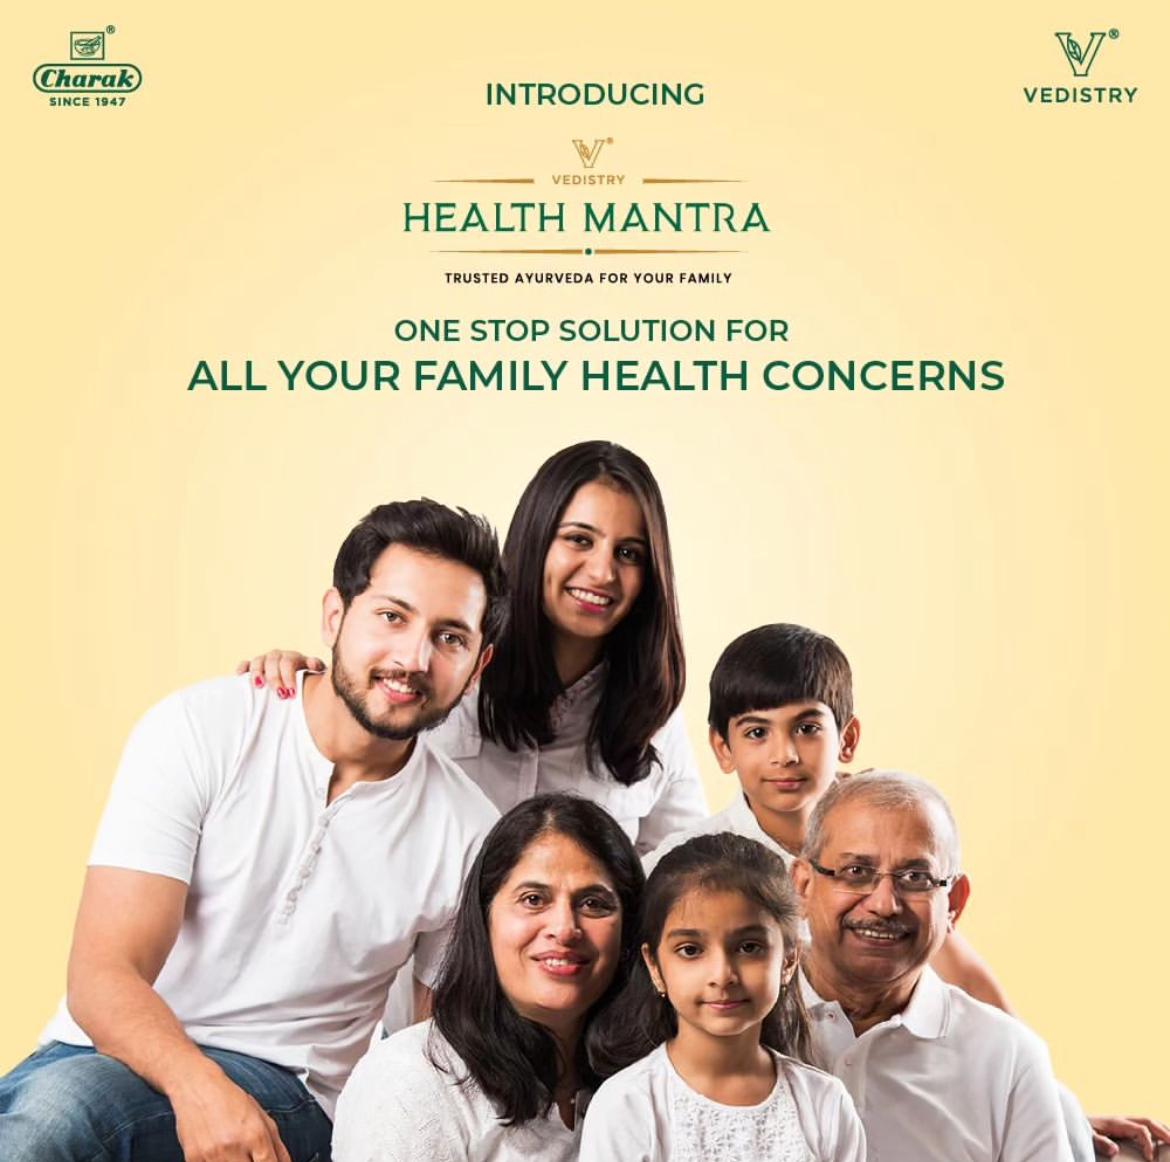 Charak®
SINCE 1947
V®
VEDISTRY
INTRODUCING
V®
VEDISTRY
HEALTH MANTRA
TRUSTED AYURVEDA FOR YOUR FAMILY
ONE STOP SOLUTION FOR
ALL YOUR FAMILY HEALTH CONCERNS